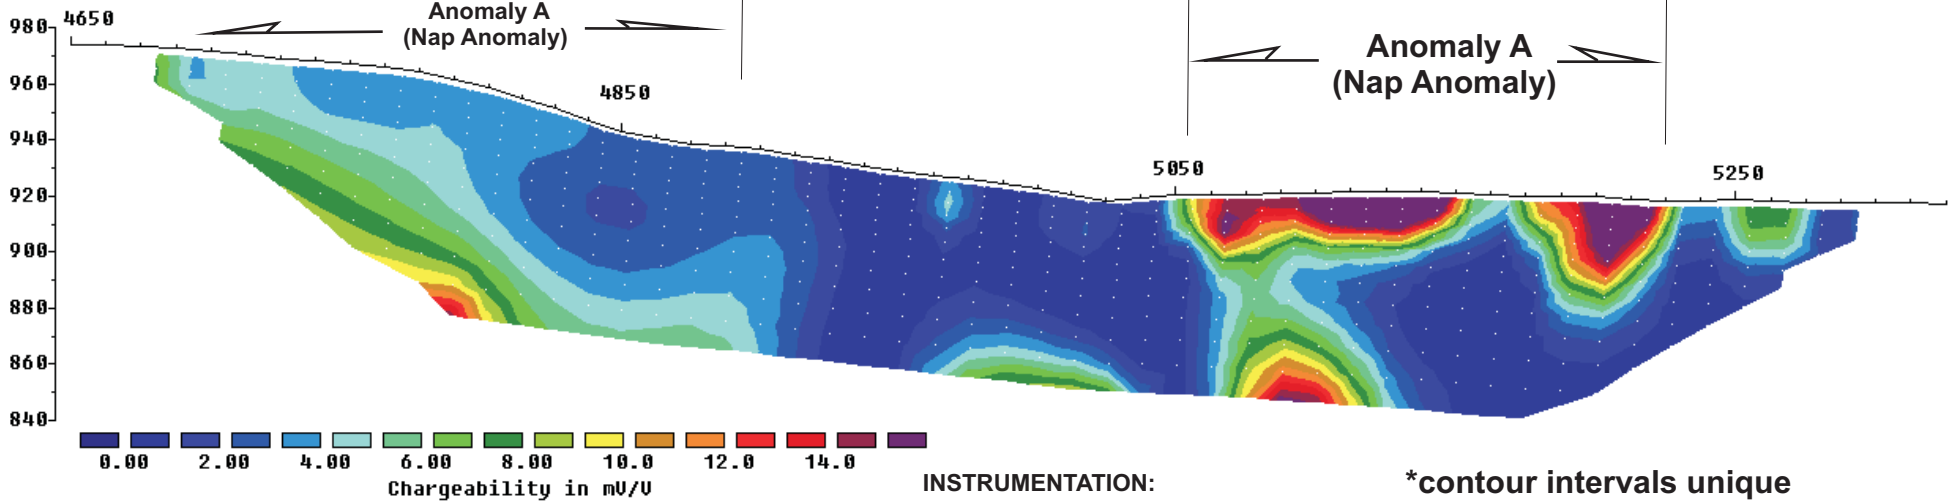 Anomaly A
(Nap Anomaly)
Anomaly A
(Nap Anomaly)
4650
4850
5050
5250
980
960
940
920
900
880
860
840
0.00 2.00 4.00 6.00 8.00 10.0 12.0 14.0
Chargeability in mV/V
INSTRUMENTATION:
*contour intervals unique